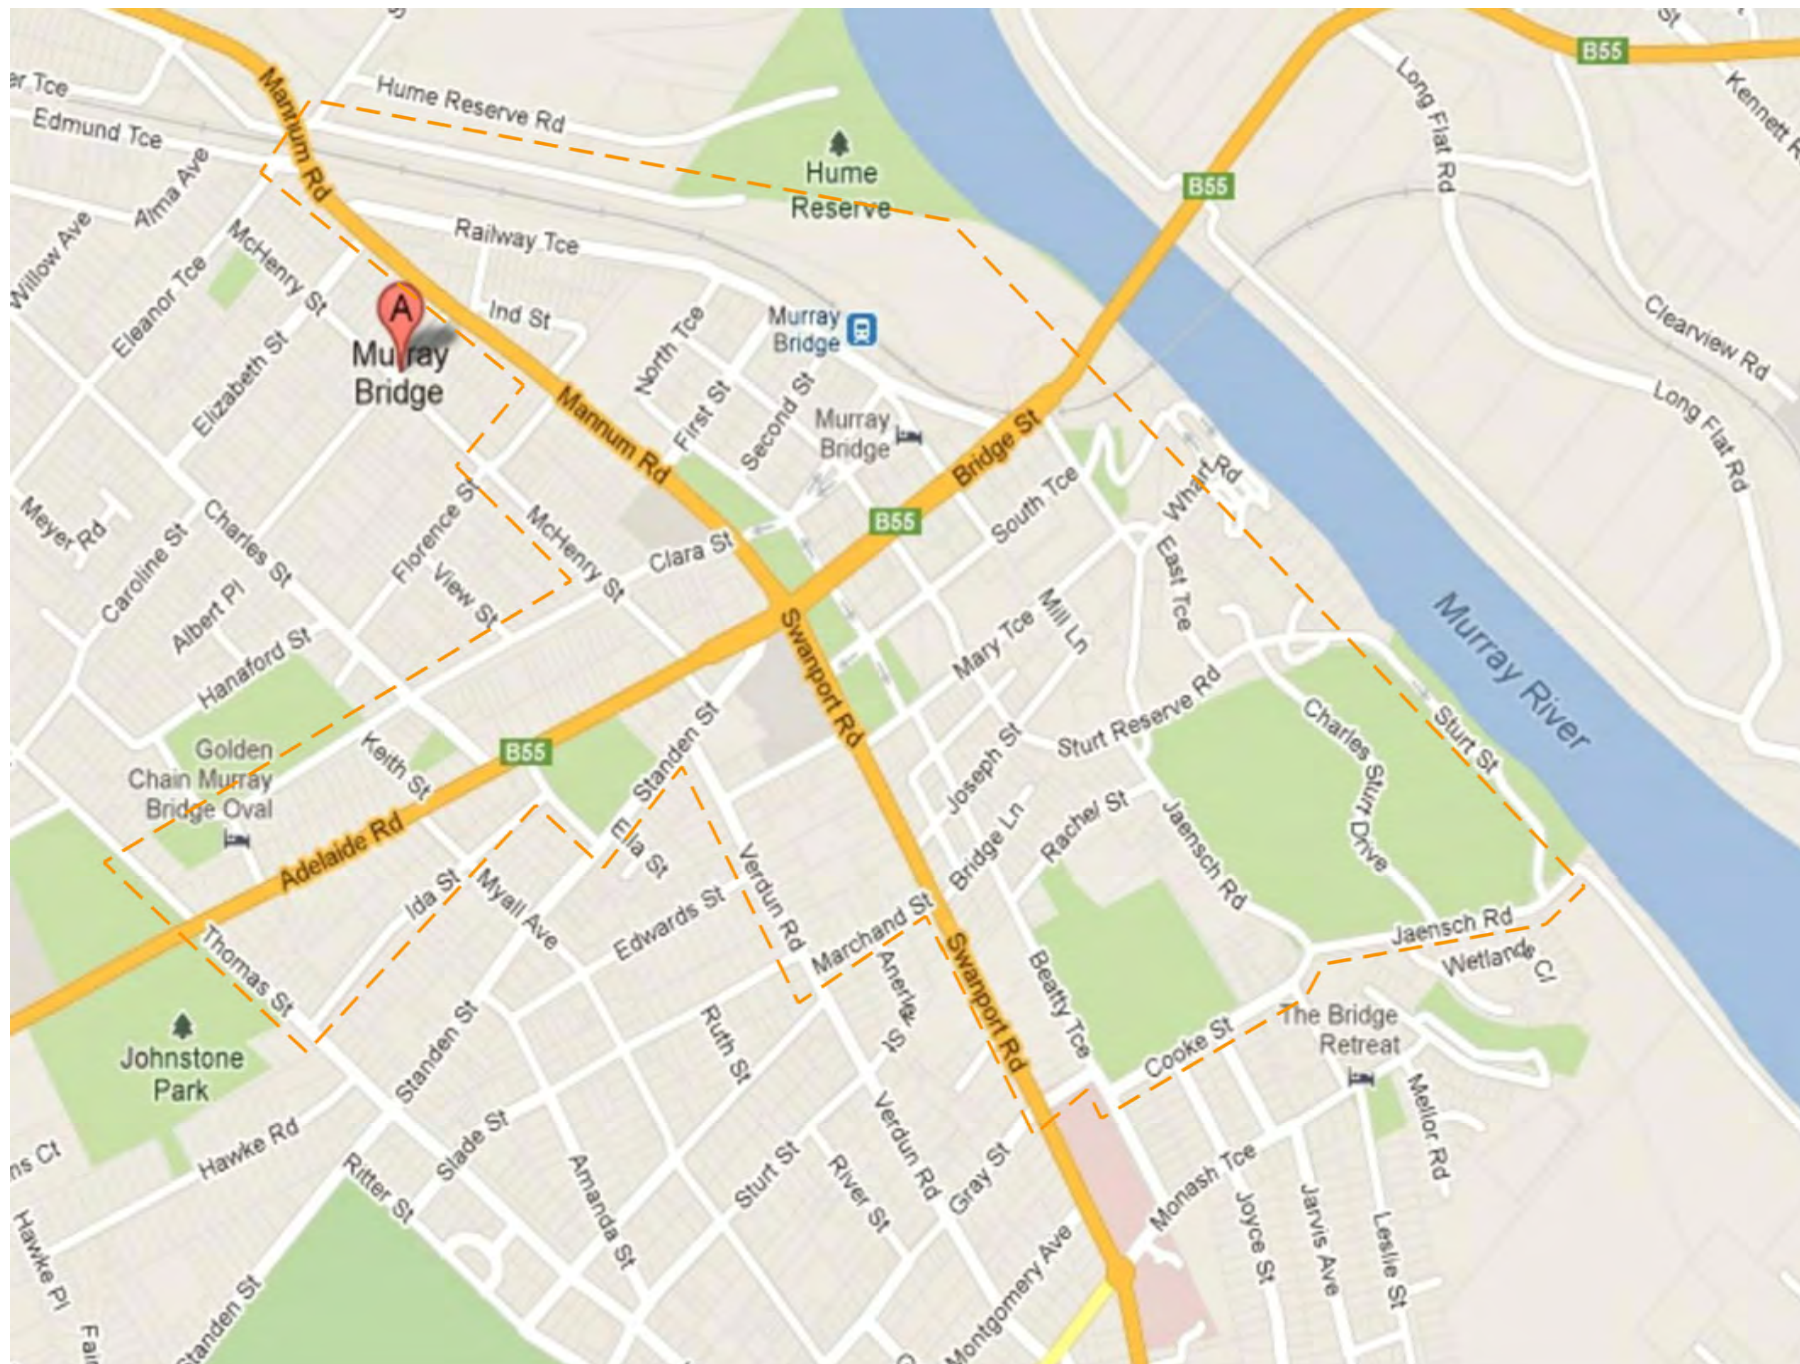 St
B55
Mannum Rd
Hume Reserve Rd
Long Flat Rd
Kennett R
er Tce
Edmund Tce
Alma Ave
Hume
Reserve
B55
Willow Ave
McHenry St
Railway Tce
Eleanor Tce
A
Ind St
Murray
Bridge
North Tce
Clearview Rd
Murray
Bridge
Elizabeth St
First St
Second St
Mannum Rd
Murray
Bridge
Bridge St
Long Flat Rd
South Tce
Wharf Rd
Meyer Rd
Charles St
Florence St
McHenry St
B55
Clara St
Caroline St
View St
Albert Pl
East Tce
Mill Ln
Mary Tce
Murray River
Hanaford St
Swanport Rd
Sturt Reserve Rd
Standen St
Charles Sturt Drive
Sturt St
Golden
Chain Murray
Bridge Oval
Keith St
B55
Joseph St
Adelaide Rd
Ella St
Rachel St
Bridge Ln
Jaensch Rd
Verdun Rd
Ida St
Myall Ave
Edwards St
Marchand St
Jaensch Rd
Wetlands Cl
Thomas St
Anerley St
Swanport Rd
Beatty Tce
Johnstone
Park
Standen St
Ruth St
Cooke St
The Bridge
Retreat
Slade St
Verdun Rd
Mellor Rd
ns Ct
Hawke Rd
Ritter St
Amanda St
Sturt St
River St
Gray St
Monash Tce
Hawke Pl
Joyce St
Jarvis Ave
Leslie St
Montgomery Ave
Standen St
Fair